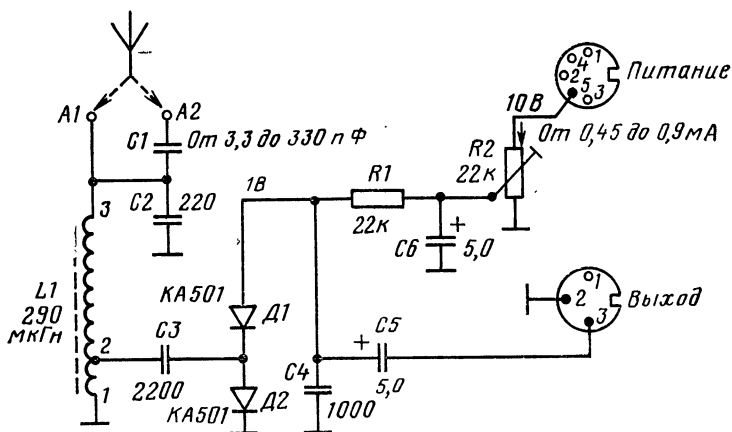 A1
A2
C1
От 3,3 до 330 пФ
C2
220
3
L1
290
мкГн
2
1
C3
2200
1В
КА501
Д1
КА501
Д2
R1
22к
C6
+
5,0
R2
22к
10В
От 0,45 до 0,9мА
1
4
2
5
3
Питание
C4
1000
+
C5
5,0
1
2
3
Выход